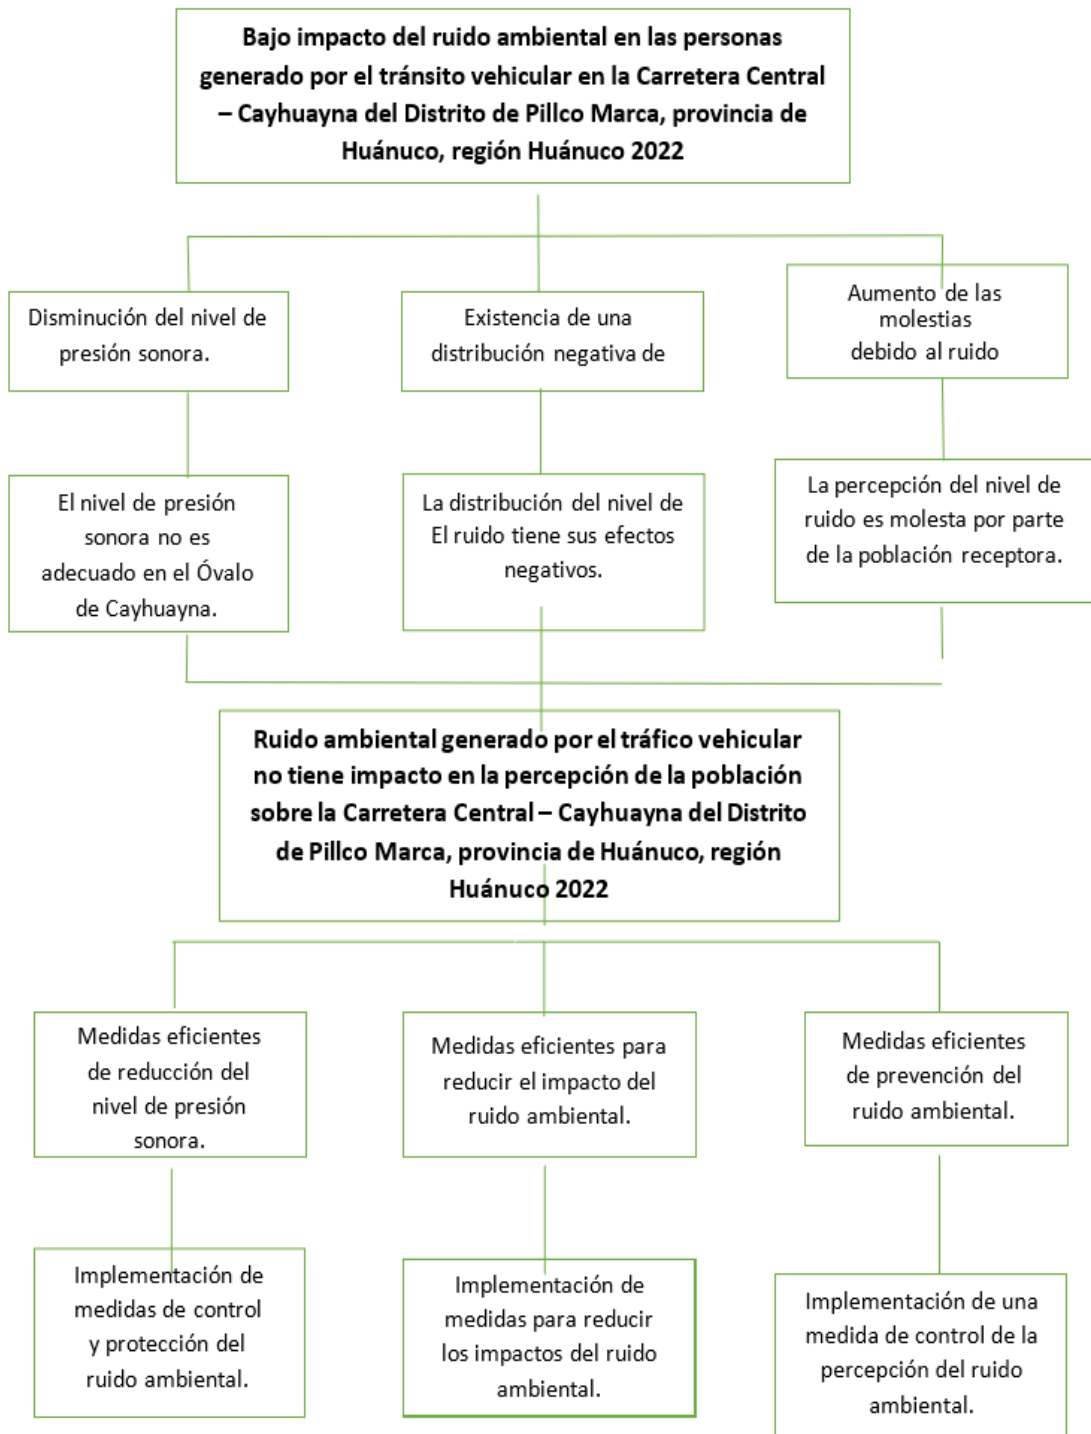 Bajo impacto del ruido ambiental en las personas
generado por el tránsito vehicular en la Carretera Central
– Cayhuayna del Distrito de Pillco Marca, provincia de
Huánuco, región Huánuco 2022
Disminución del nivel de
presión sonora.
Existencia de una
distribución negativa de
Aumento de las
molestias
debido al ruido
El nivel de presión
sonora no es
adecuado en el Óvalo
de Cayhuayna.
La distribución del nivel de
El ruido tiene sus efectos
negativos.
La percepción del nivel de
ruido es molesta por parte
de la población receptora.
Ruido ambiental generado por el tráfico vehicular
no tiene impacto en la percepción de la población
sobre la Carretera Central – Cayhuayna del Distrito
de Pillco Marca, provincia de Huánuco, región
Huánuco 2022
Medidas eficientes
de reducción del
nivel de presión
sonora.
Medidas eficientes para
reducir el impacto del
ruido ambiental.
Medidas eficientes
de prevención del
ruido ambiental.
Implementación de
medidas de control
y protección del
ruido ambiental.
Implementación de
medidas para reducir
los impactos del ruido
ambiental.
Implementación de una
medida de control de la
percepción del ruido
ambiental.